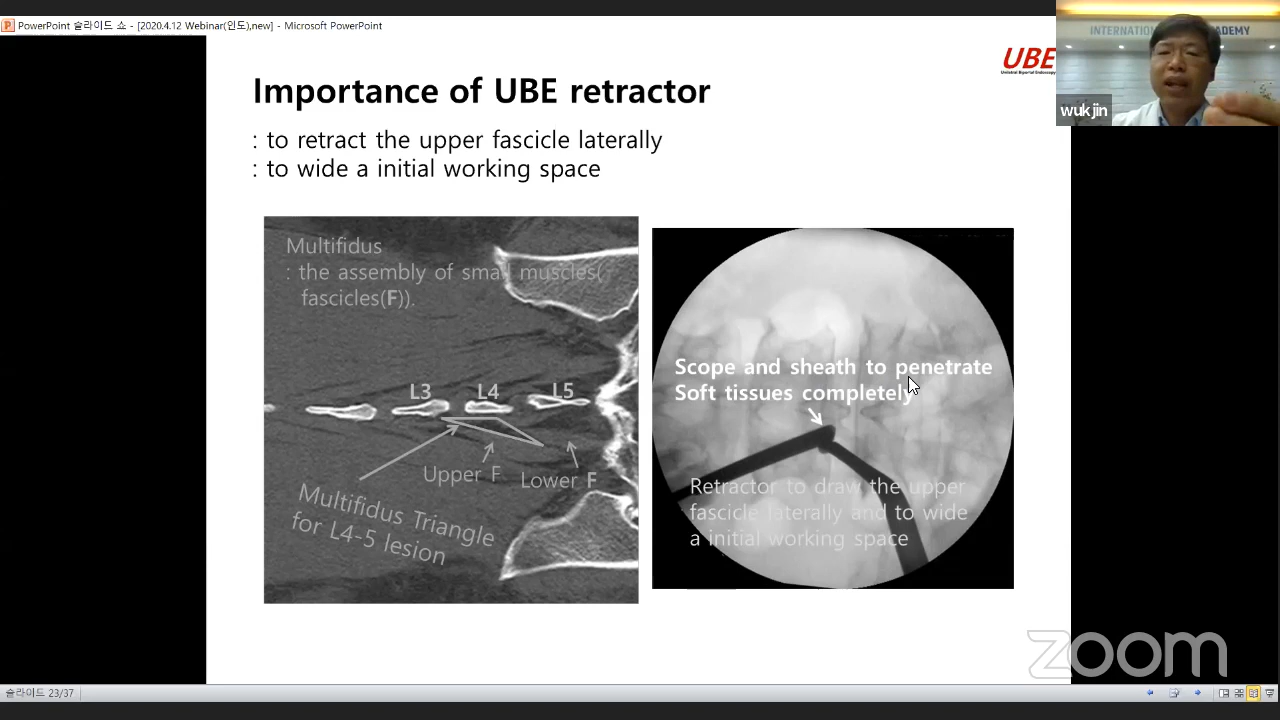 PowerPoint 슬라이드 쇼 - [2020.4.12 Webinar(인도),new] - Microsoft PowerPoint
INTERNATIONAL
ADEMY
UBE
Unilateral Biportal Endoscopy
wuk jin
Importance of UBE retractor
: to retract the upper fascicle laterally
: to wide a initial working space
Multifidus
: the assembly of small muscles(
fascicles(F)).
L3 L4 L5
Upper F
Lower F
Multifidus Triangle
for L4-5 lesion
Scope and sheath to penetrate
Soft tissues completely
Retractor to draw the upper
fascicle laterally and to wide
a initial working space
zoom
슬라이드 23/37